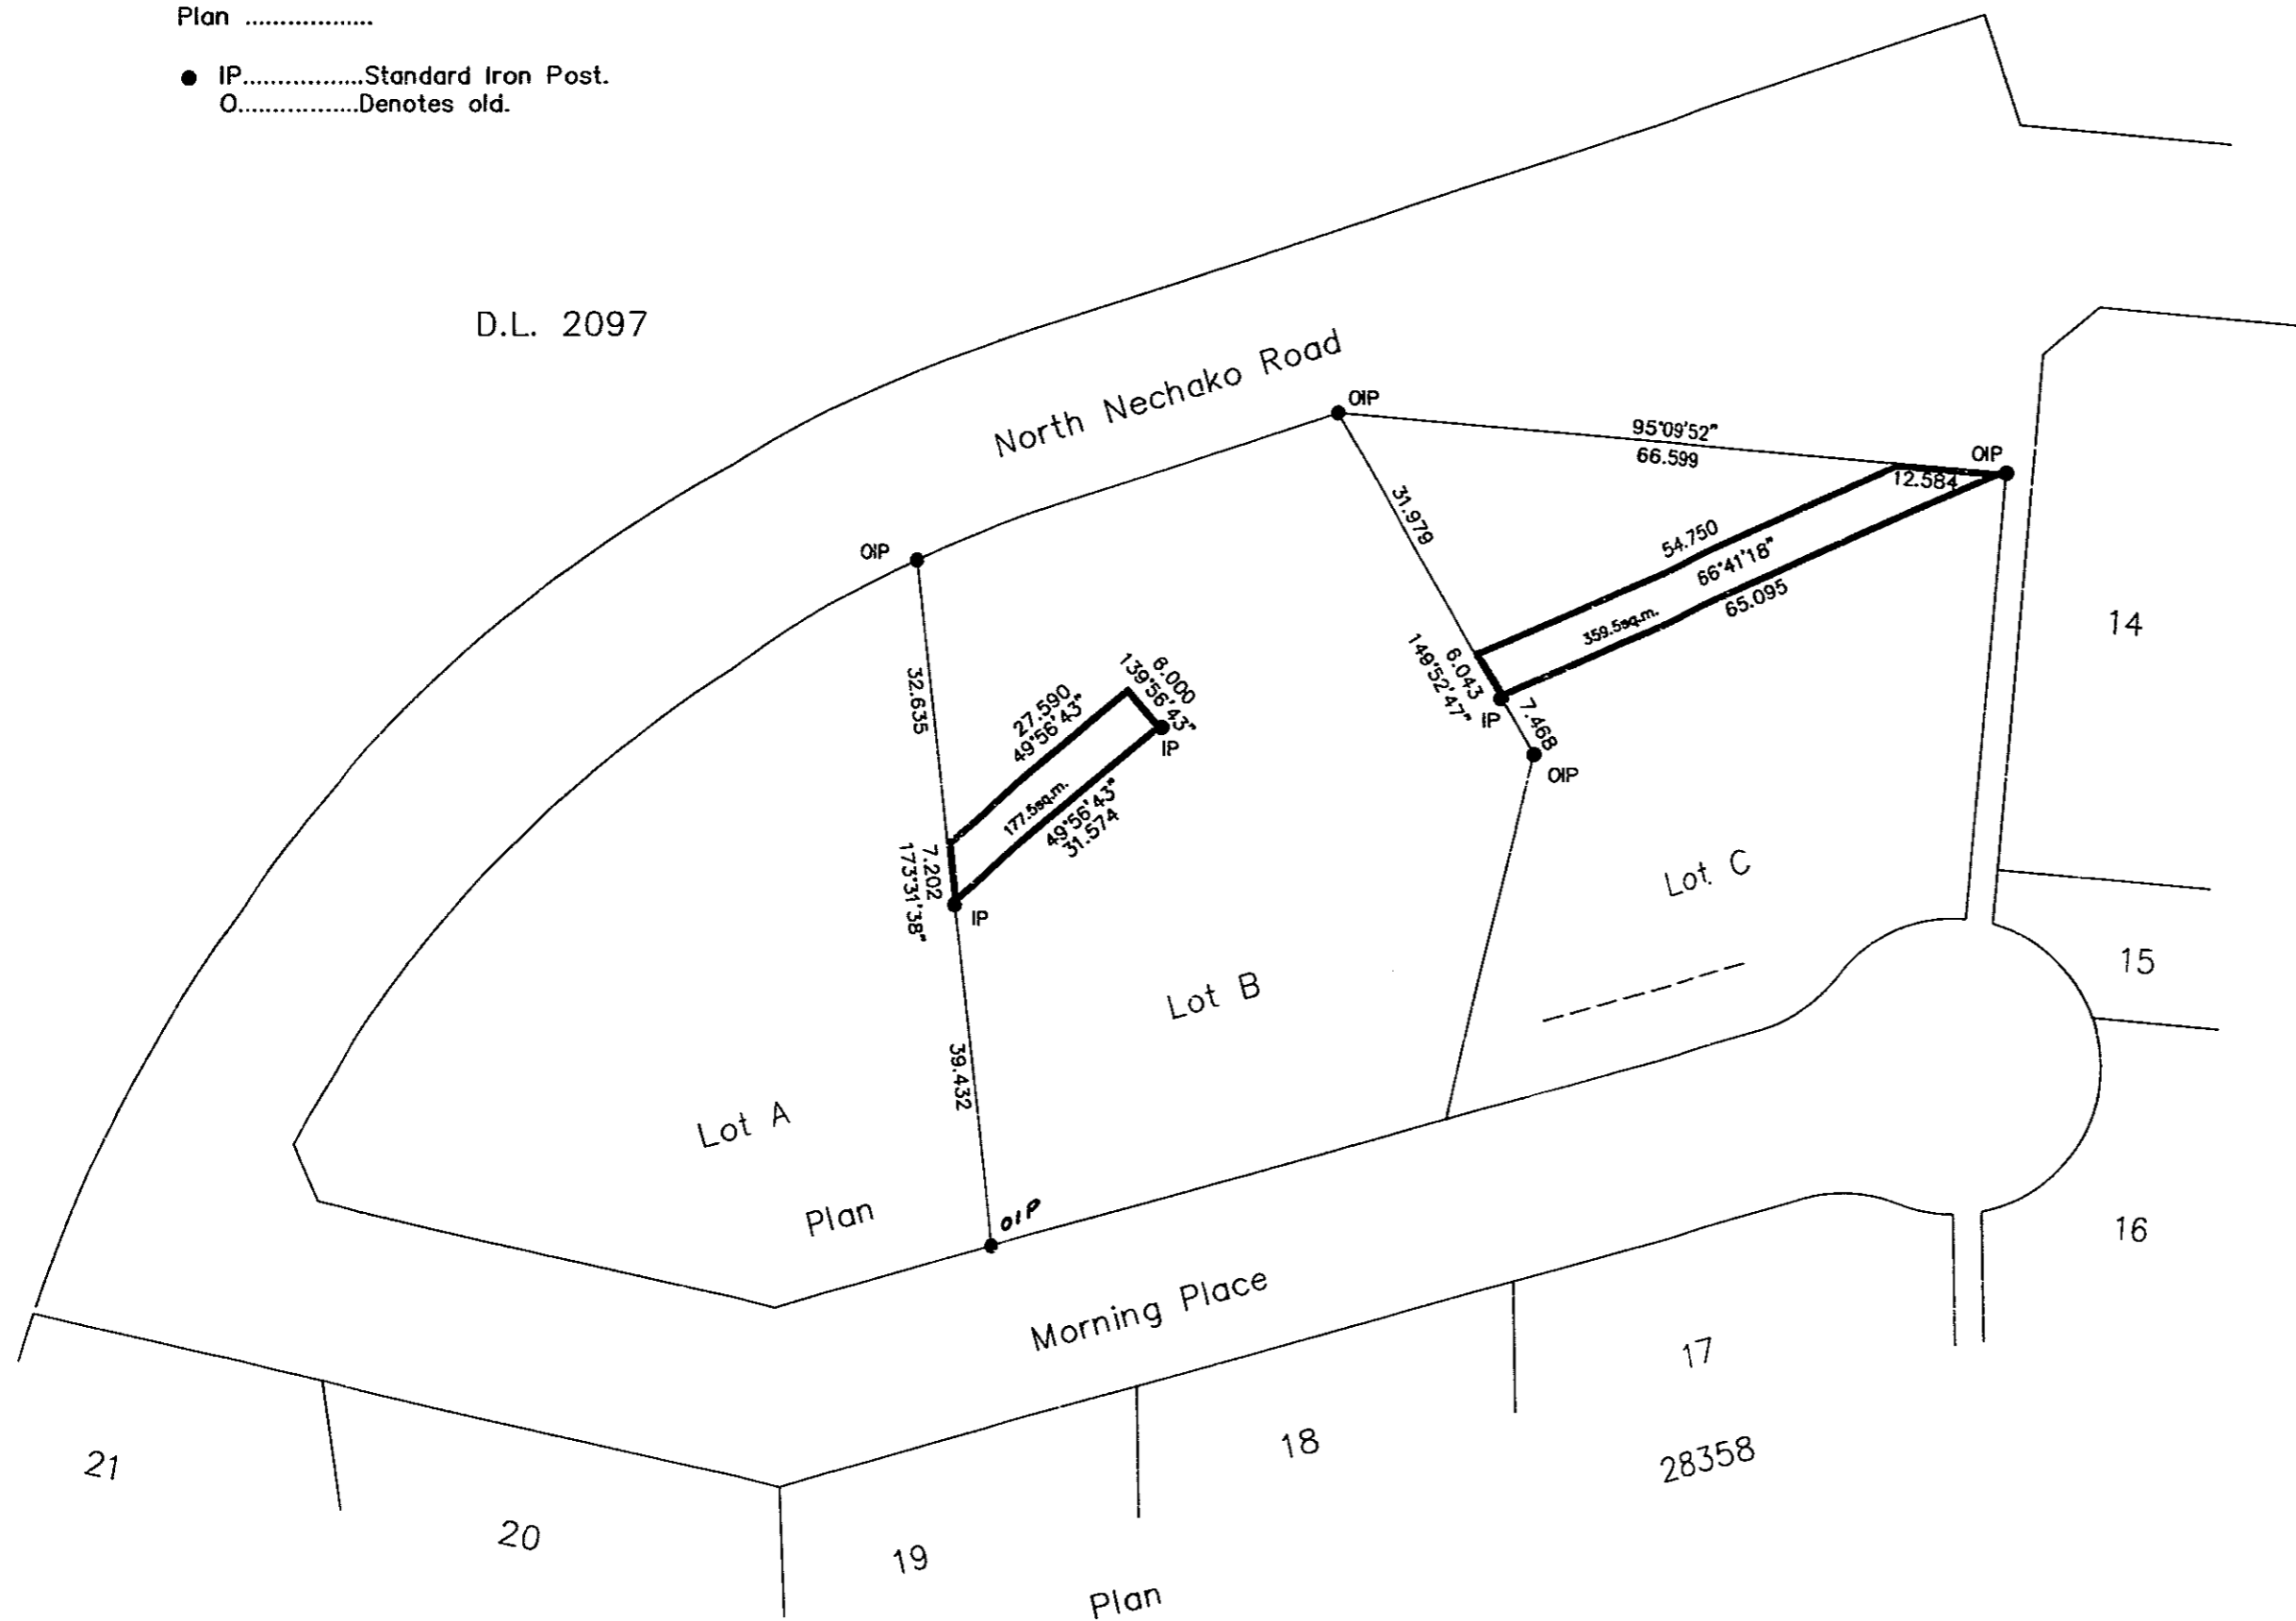 Plan ..................
● IP.................Standard Iron Post.
O................Denotes old.
D.L. 2097
North Nechako Road
OIP
95°09'52"
66.599
OIP
12.584
31.979
54.750
66°41'18"
65.095
359.5sq.m.
OIP
32.635
6.000
139°56'43"
27.590
49°56'43"
IP
177.5sq.m.
49°56'43"
31.574
6.043
149°52'47"
IP
7.468
OIP
7.202
173°31'38"
IP
14
Lot C
15
Lot B
39.432
Lot A
Plan
OIP
16
Morning Place
17
18
28358
21
20
19
Plan